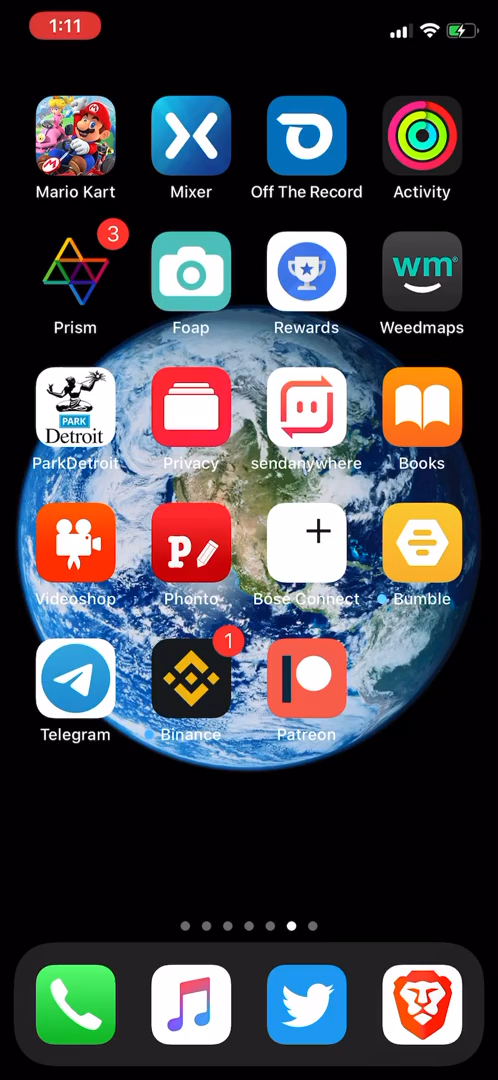 1:11
Mario Kart
Mixer
Off The Record
Activity
3
wm®
Prism
Foap
Rewards
Weedmaps
PARK
Detroit
ParkDetroit
Privacy
sendanywhere
Books
P
Videoshop
Phonto
Bose Connect
Bumble
1
Telegram
Binance
Patreon